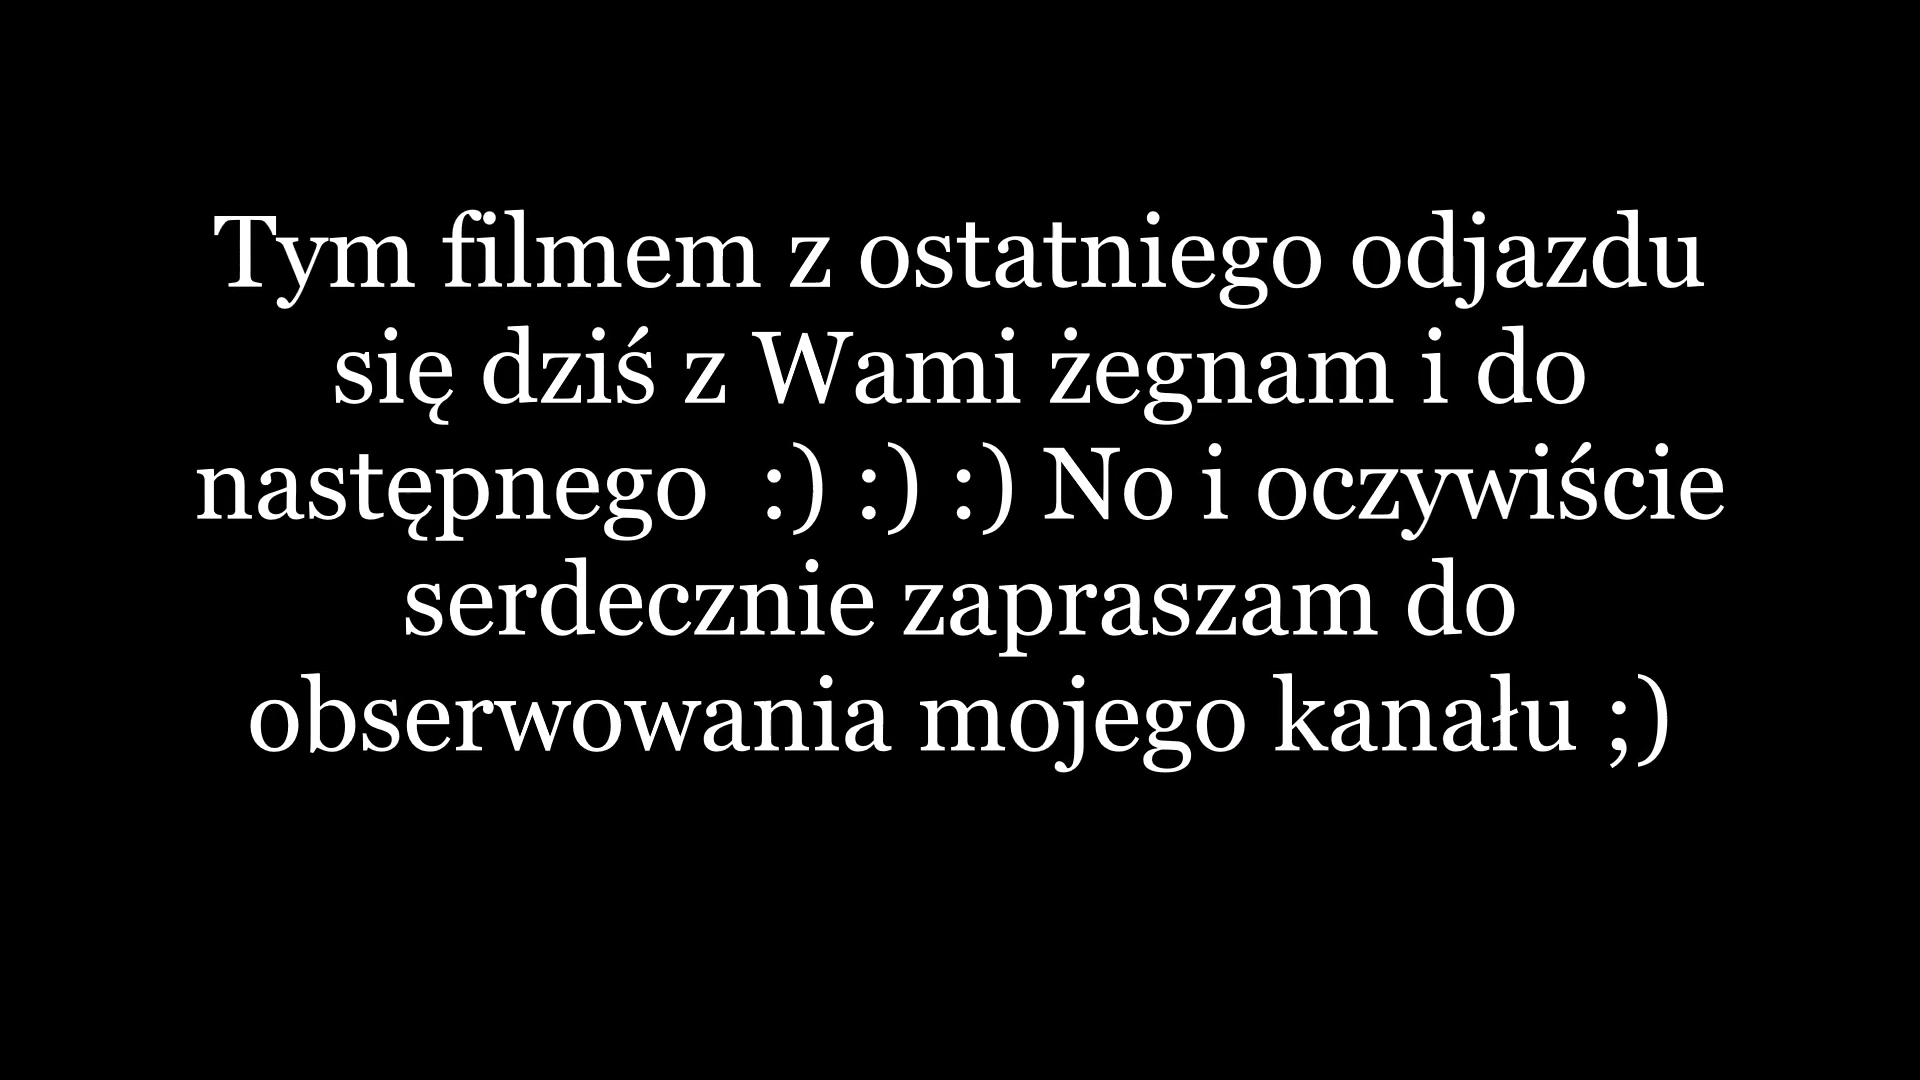 Tym filmem z ostatniego odjazdu
się dziś z Wami żegnam i do
następnego  :) :) :) No i oczywiście
serdecznie zapraszam do
obserwowania mojego kanału ;)